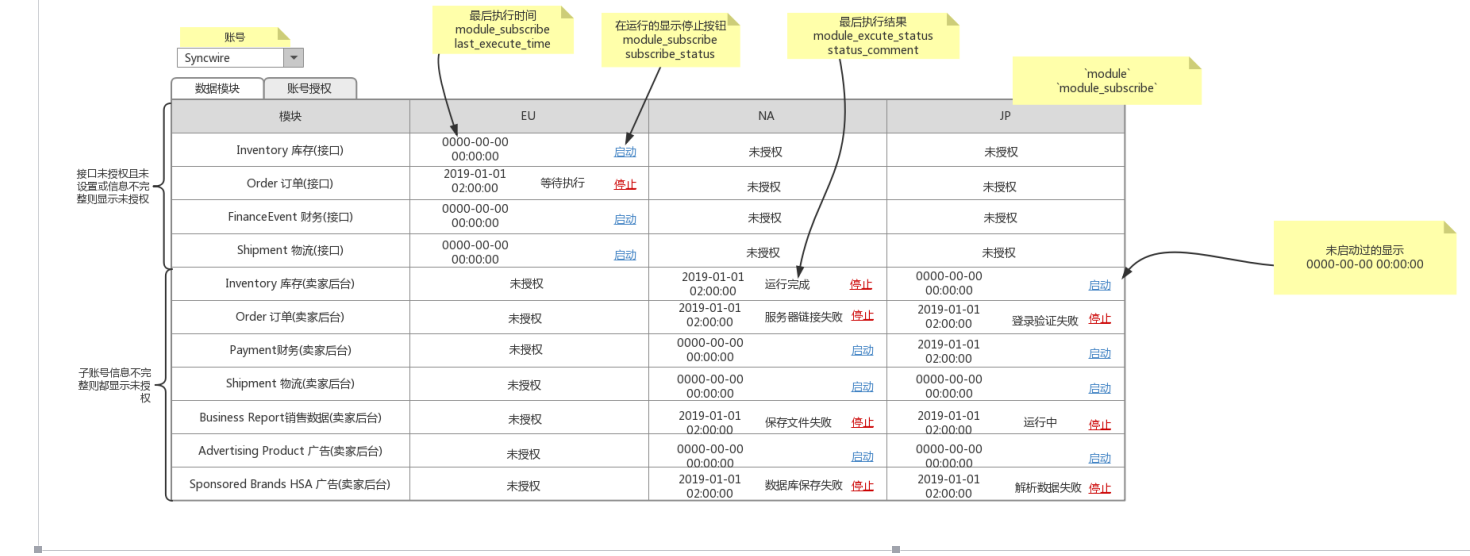 账号
Syncwire
最后执行时间
module_subscribe
last_execute_time
在运行的显示停止按钮
module_subscribe
subscribe_status
最后执行结果
module_excute_status
status_comment
`module`
`module_subscribe`
数据模块 账号授权
模块 EU NA JP
Inventory 库存(接口) 0000-00-00 00:00:00 启动 未授权 未授权
Order 订单(接口) 2019-01-01 02:00:00 等待执行 停止 未授权 未授权
FinanceEvent 财务(接口) 0000-00-00 00:00:00 启动 未授权 未授权
Shipment 物流(接口) 0000-00-00 00:00:00 启动 未授权 未授权
Inventory 库存(卖家后台) 未授权 2019-01-01 02:00:00 运行完成 停止 0000-00-00 00:00:00 启动
Order 订单(卖家后台) 未授权 2019-01-01 02:00:00 服务器链接失败 停止 2019-01-01 02:00:00 登录验证失败 停止
Payment财务(卖家后台) 未授权 0000-00-00 00:00:00 启动 2019-01-01 02:00:00 启动
Shipment 物流(卖家后台) 未授权 0000-00-00 00:00:00 启动 0000-00-00 00:00:00 启动
Business Report销售数据(卖家后台) 未授权 2019-01-01 02:00:00 保存文件失败 停止 2019-01-01 02:00:00 运行中 停止
Advertising Product 广告(卖家后台) 未授权 0000-00-00 00:00:00 启动 0000-00-00 00:00:00 启动
Sponsored Brands HSA 广告(卖家后台) 未授权 2019-01-01 02:00:00 数据库保存失败 停止 2019-01-01 02:00:00 解析数据失败 停止
接口未授权且未
设置或信息不完
整则显示未授权
子账号信息不完
整则都显示未授
权
未启动过的显示
0000-00-00 00:00:00